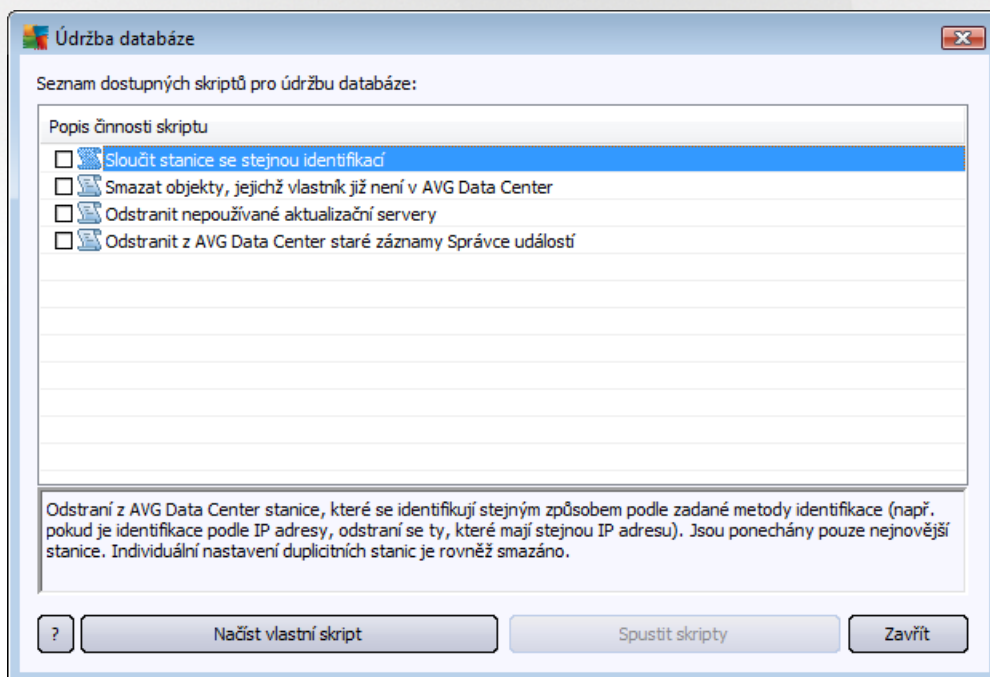 Údržba databáze
Seznam dostupných skriptů pro údržbu databáze:
Popis činnosti skriptu
Sloučit stanice se stejnou identifikací
Smazat objekty, jejichž vlastník již není v AVG Data Center
Odstranit nepoužívané aktualizační servery
Odstranit z AVG Data Center staré záznamy Správce událostí
Odstraní z AVG Data Center stanice, které se identifikují stejným způsobem podle zadané metody identifikace (např.
pokud je identifikace podle IP adresy, odstraní se ty, které mají stejnou IP adresu). Jsou ponechány pouze nejnovější
stanice. Individuální nastavení duplicitních stanic je rovněž smazáno.
? Načíst vlastní skript Spustit skripty Zavřít